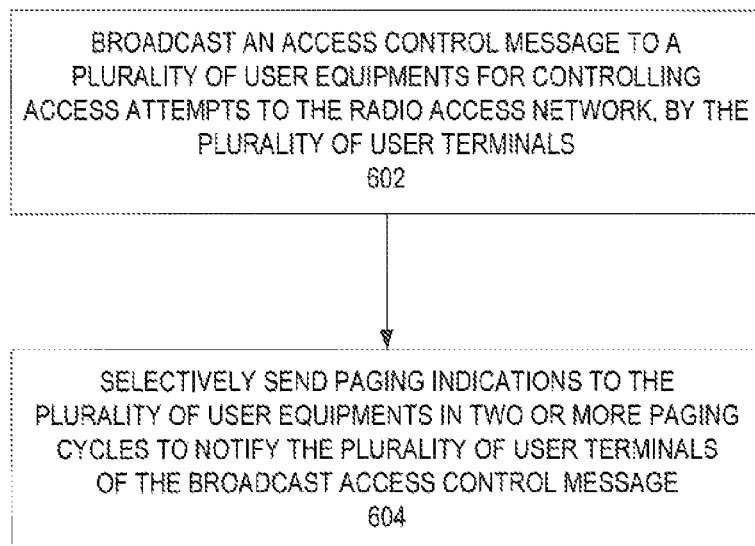 BROADCAST AN ACCESS CONTROL MESSAGE TO A
PLURALITY OF USER EQUIPMENTS FOR CONTROLLING
ACCESS ATTEMPTS TO THE RADIO ACCESS NETWORK, BY THE
PLURALITY OF USER TERMINALS
602
SELECTIVELY SEND PAGING INDICATIONS TO THE
PLURALITY OF USER EQUIPMENTS IN TWO OR MORE PAGING
CYCLES TO NOTIFY THE PLURALITY OF USER TERMINALS
OF THE BROADCAST ACCESS CONTROL MESSAGE
604